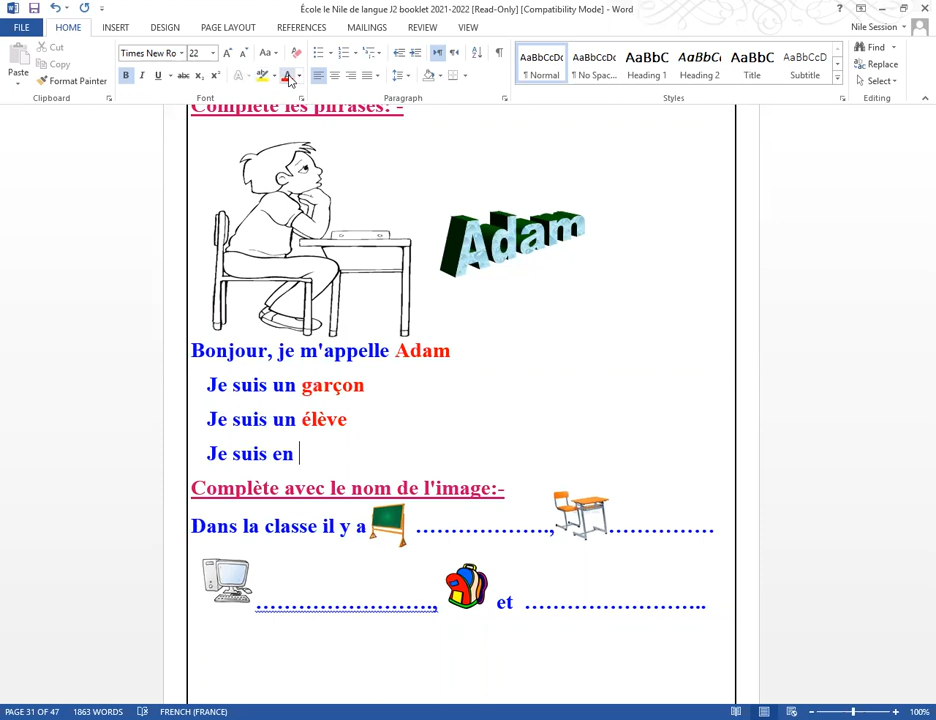 École le Nile de langue J2 booklet 2021-2022 [Read-Only] [Compatibility Mode] - Word
FILE HOME INSERT DESIGN PAGE LAYOUT REFERENCES MAILINGS REVIEW VIEW Nile Session
Paste
Cut
Copy
Format Painter
Clipboard
Times New Ro 22
Font
Paragraph
AaBbCcDc AaBbCcDc AaBbC AaBbCc AaBbC AaBbCcD
¶ Normal ¶ No Spac... Heading 1 Heading 2 Title Subtitle
Styles
Find
Replace
Select
Editing
Complète les phrases: -
Adam
Bonjour, je m'appelle Adam
Je suis un garçon
Je suis un élève
Je suis en
Complète avec le nom de l'image:-
Dans la classe il y a ………………., ……………
……………………., et ……………………..
PAGE 31 OF 47 1863 WORDS FRENCH (FRANCE) 100%